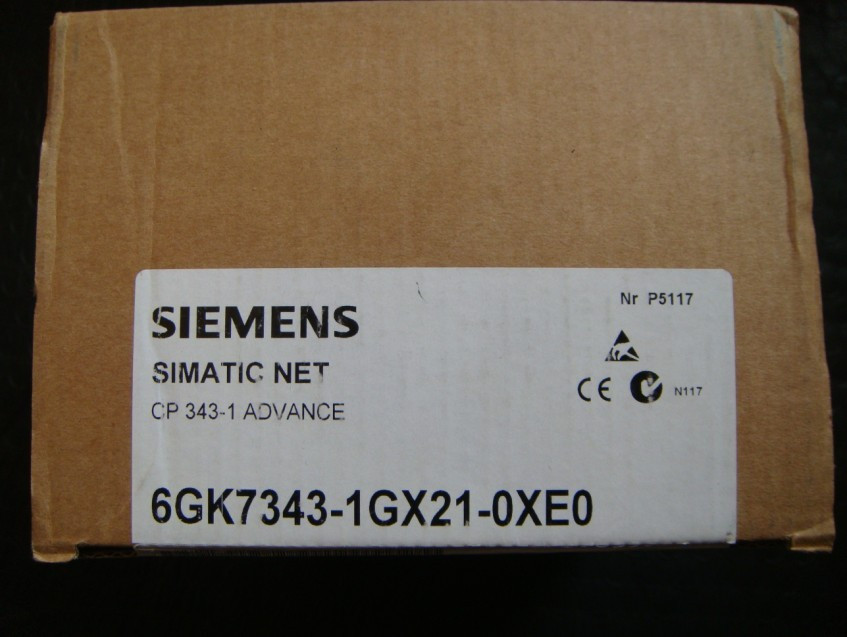 SIEMENS
Nr P5117
SIMATIC NET
CP 343-1 ADVANCE
CE N117
6GK7343-1GX21-0XE0